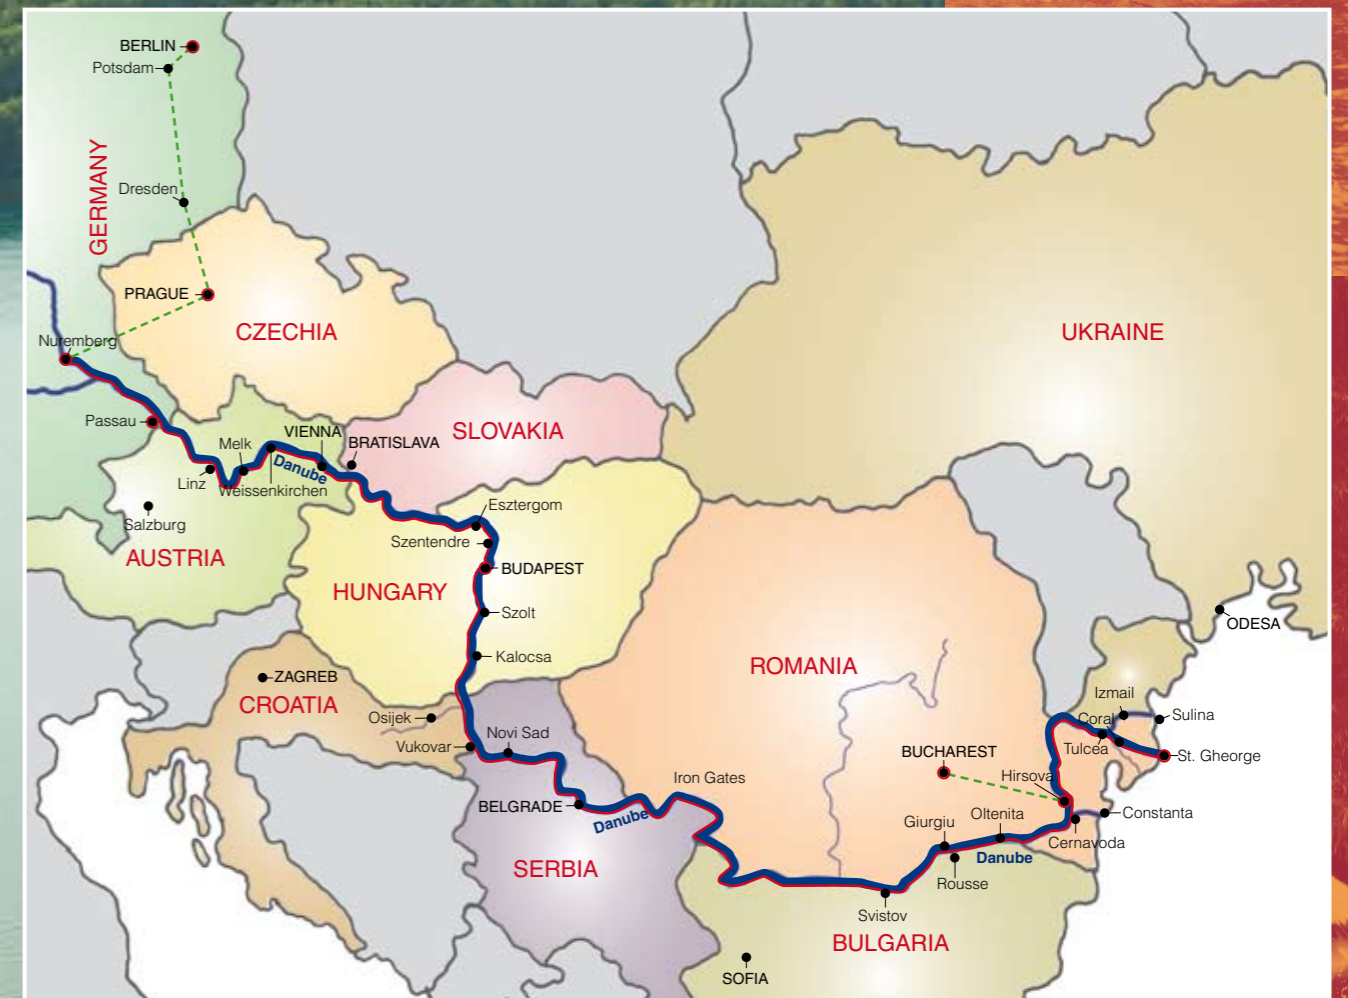 BERLIN
Potsdam
GERMANY
Dresden
PRAGUE
CZECHIA
UKRAINE
Nuremberg
Passau
Melk
VIENNA
BRATISLAVA
SLOVAKIA
Linz
Danube
Weissenkirchen
Salzburg
Esztergom
Szentendre
AUSTRIA
BUDAPEST
HUNGARY
Szolt
ODESA
Kalocsa
ROMANIA
ZAGREB
CROATIA
Osijek
Izmail
Coral
Sulina
Vukovar
Novi Sad
Tulcea
St. Gheorge
BUCHAREST
Iron Gates
Hirsova
BELGRADE
Danube
Giurgiu
Oltenita
Constanta
Cernavoda
Danube
SERBIA
Rousse
Svistov
BULGARIA
SOFIA